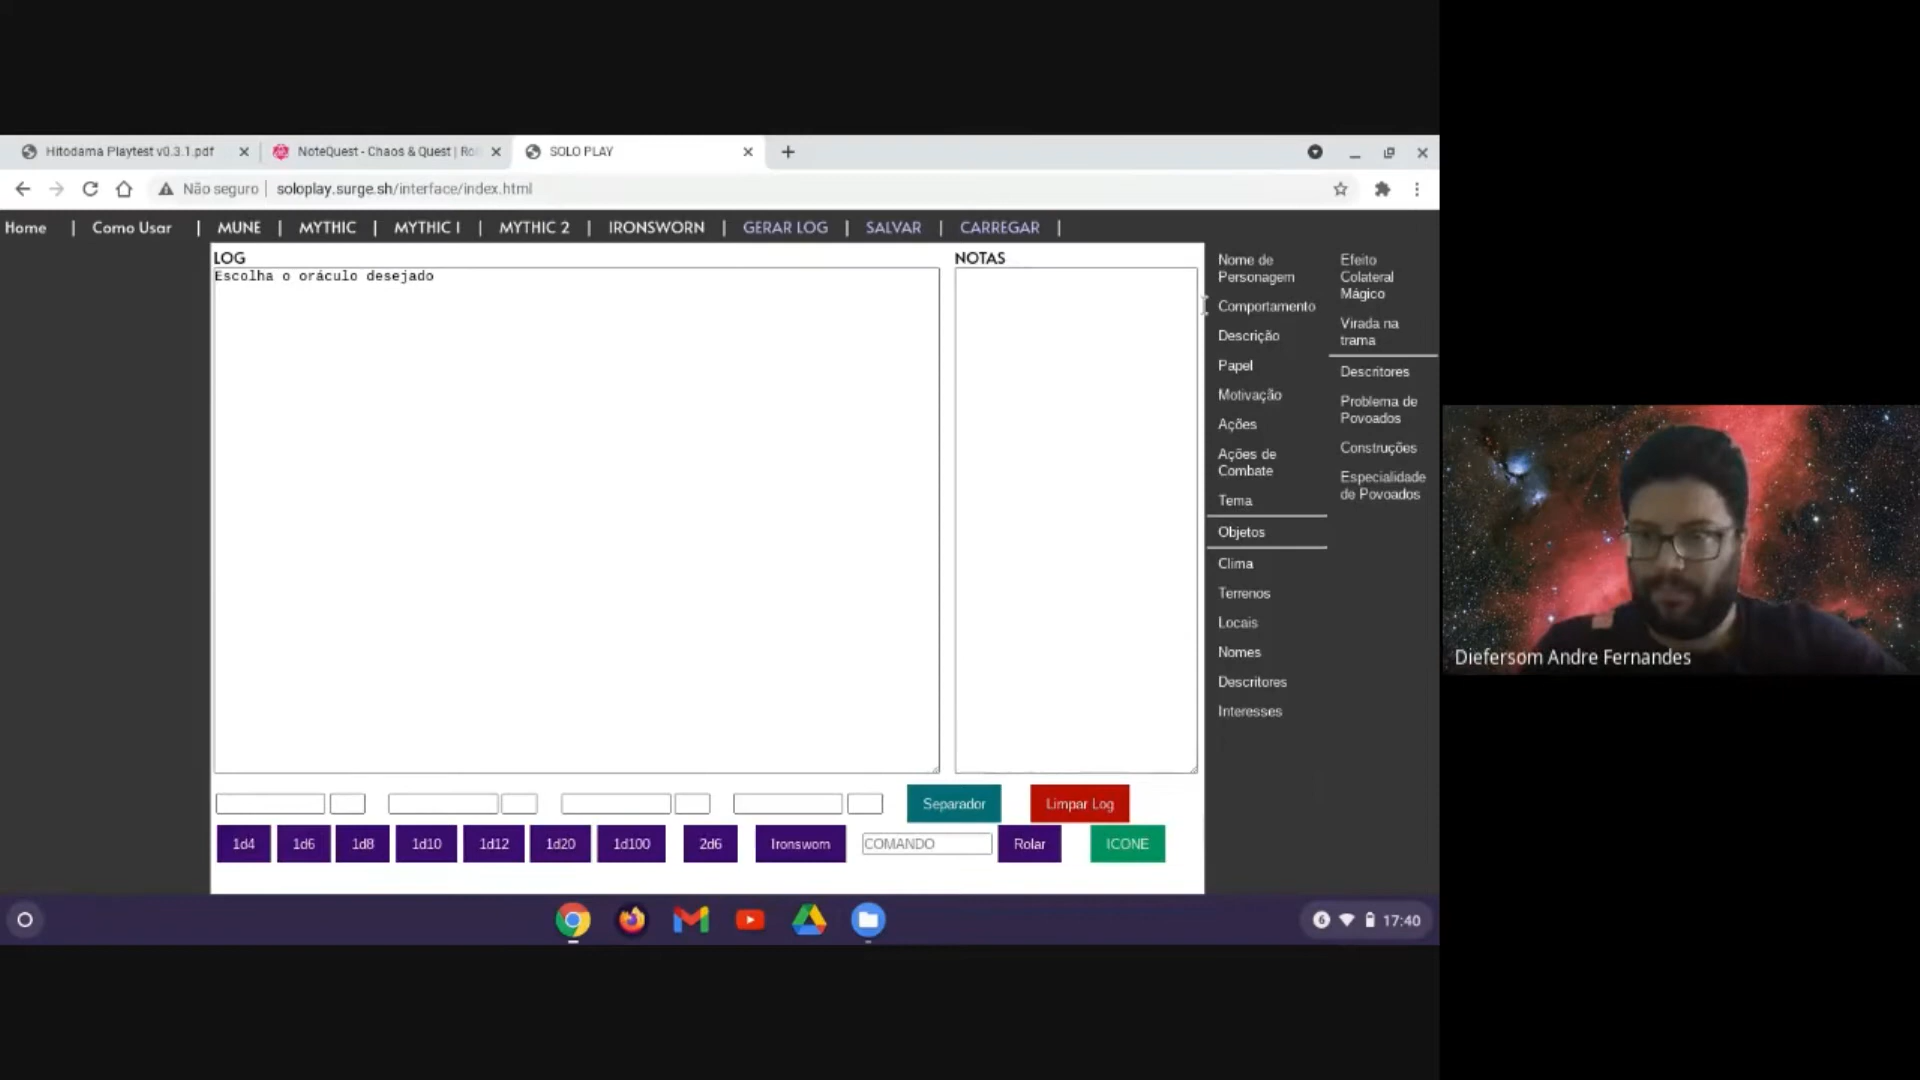 Hitodama Playtest v0.3.1.pdf
NoteQuest - Chaos & Quest | Rol
SOLO PLAY
Não seguro
soloplay.surge.sh/interface/index.html
Home | Como Usar | MUNE | MYTHIC | MYTHIC 1 | MYTHIC 2 | IRONSWORN | GERAR LOG | SALVAR | CARREGAR |
LOG
Escolha o oráculo desejado
NOTAS
Nome de
Personagem
Comportamento
Descrição
Papel
Motivação
Ações
Ações de
Combate
Tema
Objetos
Clima
Terrenos
Locais
Nomes
Descritores
Interesses
Efeito
Colateral
Mágico
Virada na
trama
Descritores
Problema de
Povoados
Construções
Especialidade
de Povoados
Separador
Limpar Log
1d4 1d6 1d8 1d10 1d12 1d20 1d100 2d6 Ironsworn COMANDO Rolar ICONE
6 17:40
Diefersom Andre Fernandes